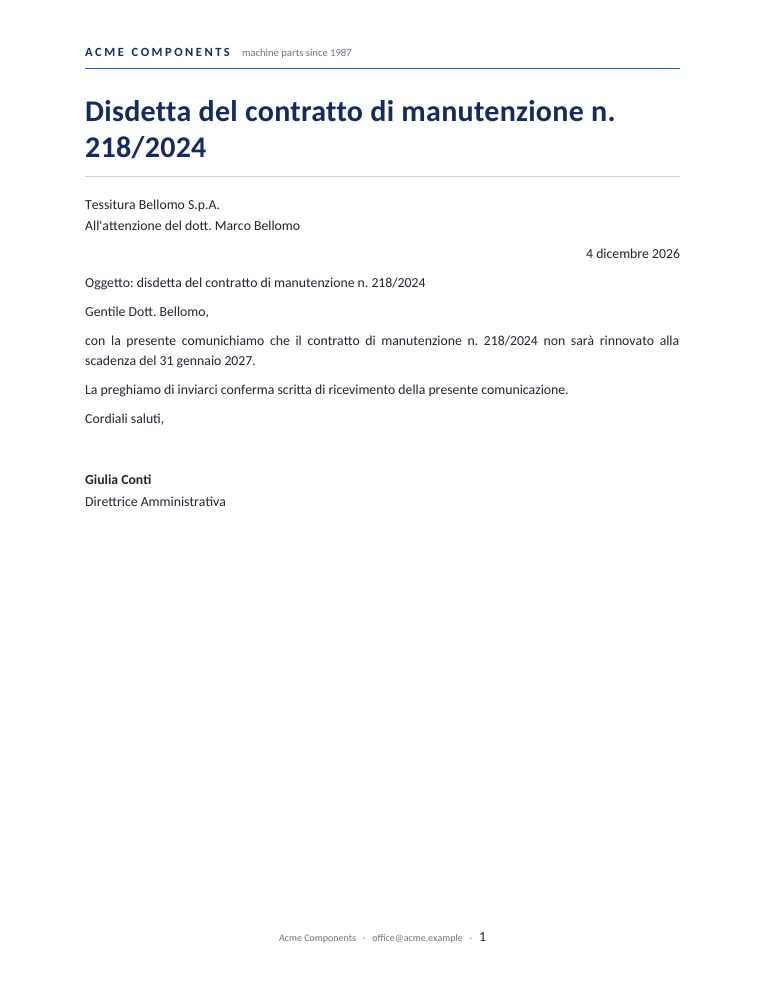 ACME COMPONENTS machine parts since 1987
Disdetta del contratto di manutenzione n.
218/2024
Tessitura Bellomo S.p.A.
All'attenzione del dott. Marco Bellomo
4 dicembre 2026
Oggetto: disdetta del contratto di manutenzione n. 218/2024
Gentile Dott. Bellomo,
con la presente comunichiamo che il contratto di manutenzione n. 218/2024 non sarà rinnovato alla
scadenza del 31 gennaio 2027.
La preghiamo di inviarci conferma scritta di ricevimento della presente comunicazione.
Cordiali saluti,
Giulia Conti
Direttrice Amministrativa
Acme Components · office@acme.example · 1